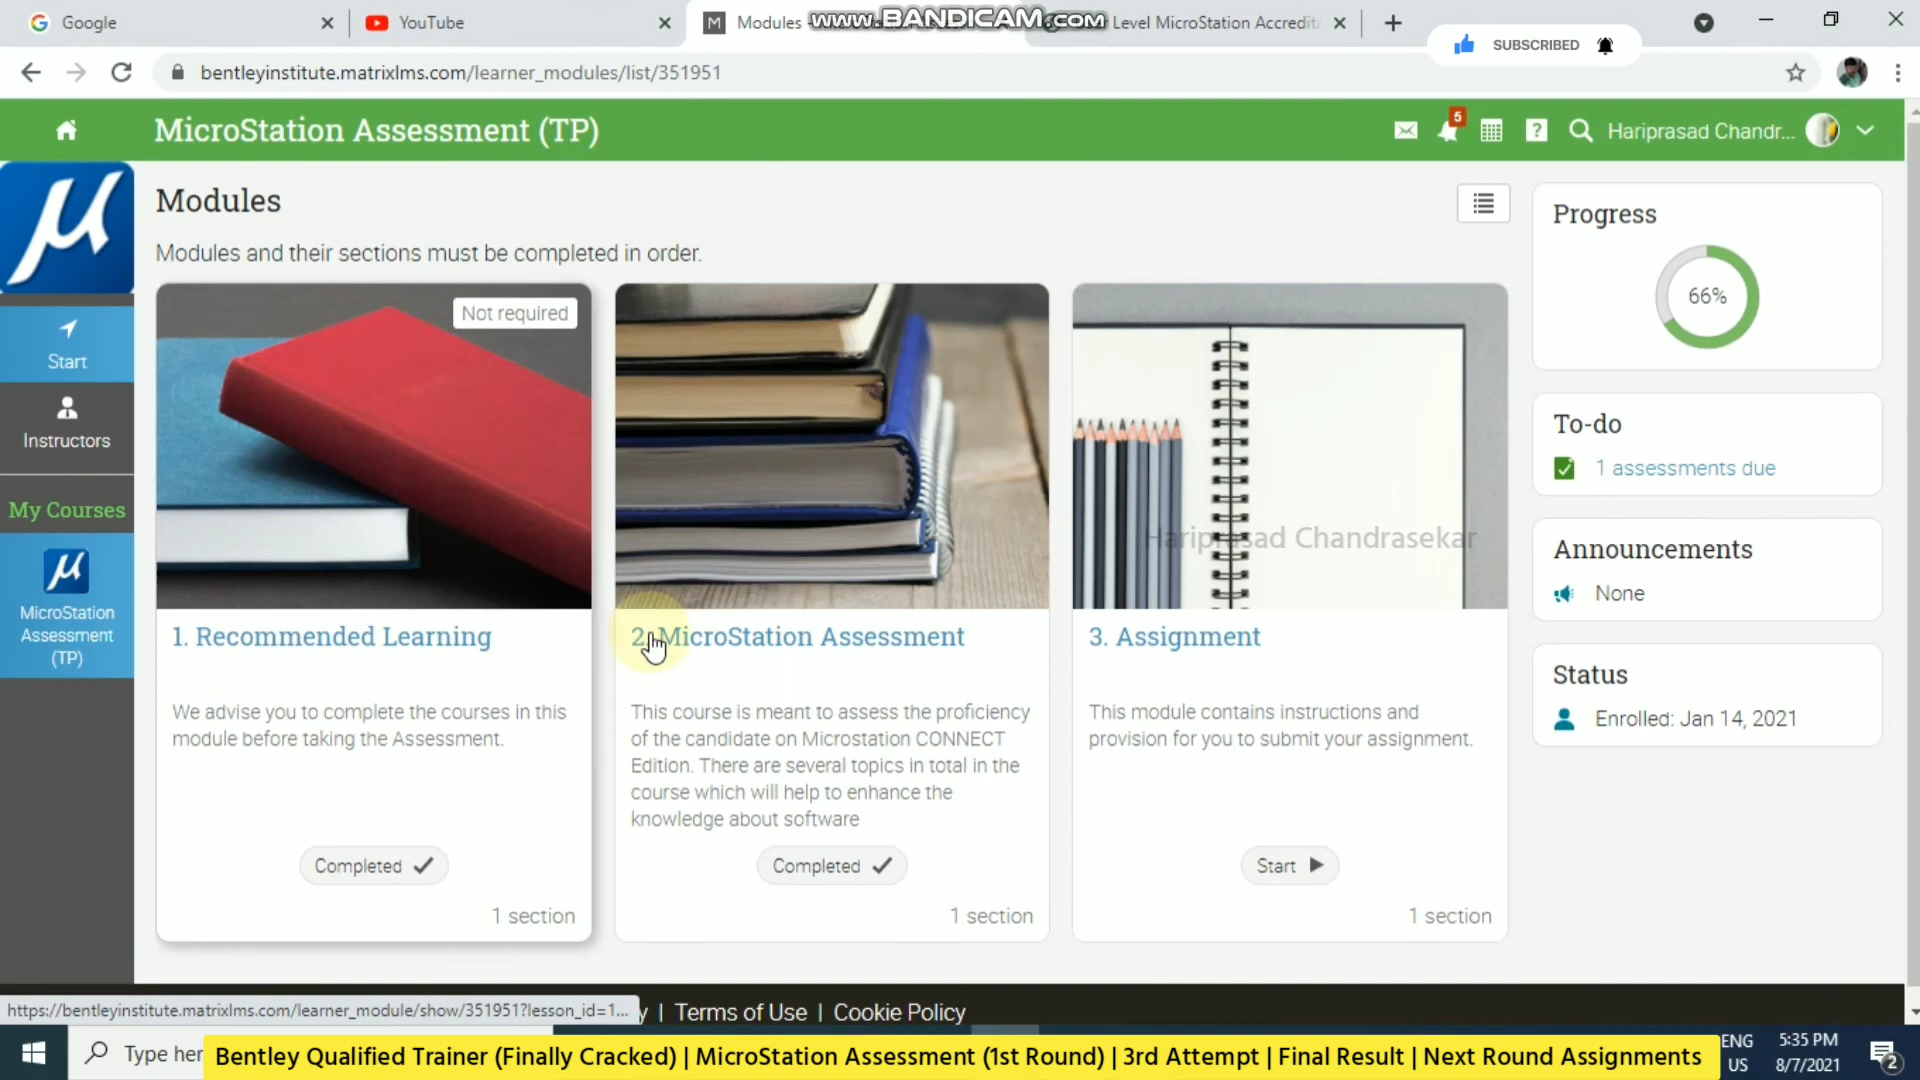 Google
YouTube
Modules
www.BANDICAM.com
Level MicroStation Accredit
SUBSCRIBED
bentleyinstitute.matrixlms.com/learner_modules/list/351951
MicroStation Assessment (TP)
5
Hariprasad Chandr...
Start
Instructors
My Courses
MicroStation
Assessment
(TP)
Modules
Modules and their sections must be completed in order.
Not required
1. Recommended Learning
We advise you to complete the courses in this
module before taking the Assessment.
Completed
1 section
2. MicroStation Assessment
This course is meant to assess the proficiency
of the candidate on Microstation CONNECT
Edition. There are several topics in total in the
course which will help to enhance the
knowledge about software
Completed
1 section
Hariprasad Chandrasekar
3. Assignment
This module contains instructions and
provision for you to submit your assignment.
Start
1 section
Progress
66%
To-do
1 assessments due
Announcements
None
Status
Enrolled: Jan 14, 2021
https://bentleyinstitute.matrixlms.com/learner_module/show/351951?lesson_id=1...
y | Terms of Use | Cookie Policy
Type her
Bentley Qualified Trainer (Finally Cracked) | MicroStation Assessment (1st Round) | 3rd Attempt | Final Result | Next Round Assignments
ENG
US
5:35 PM
8/7/2021
2